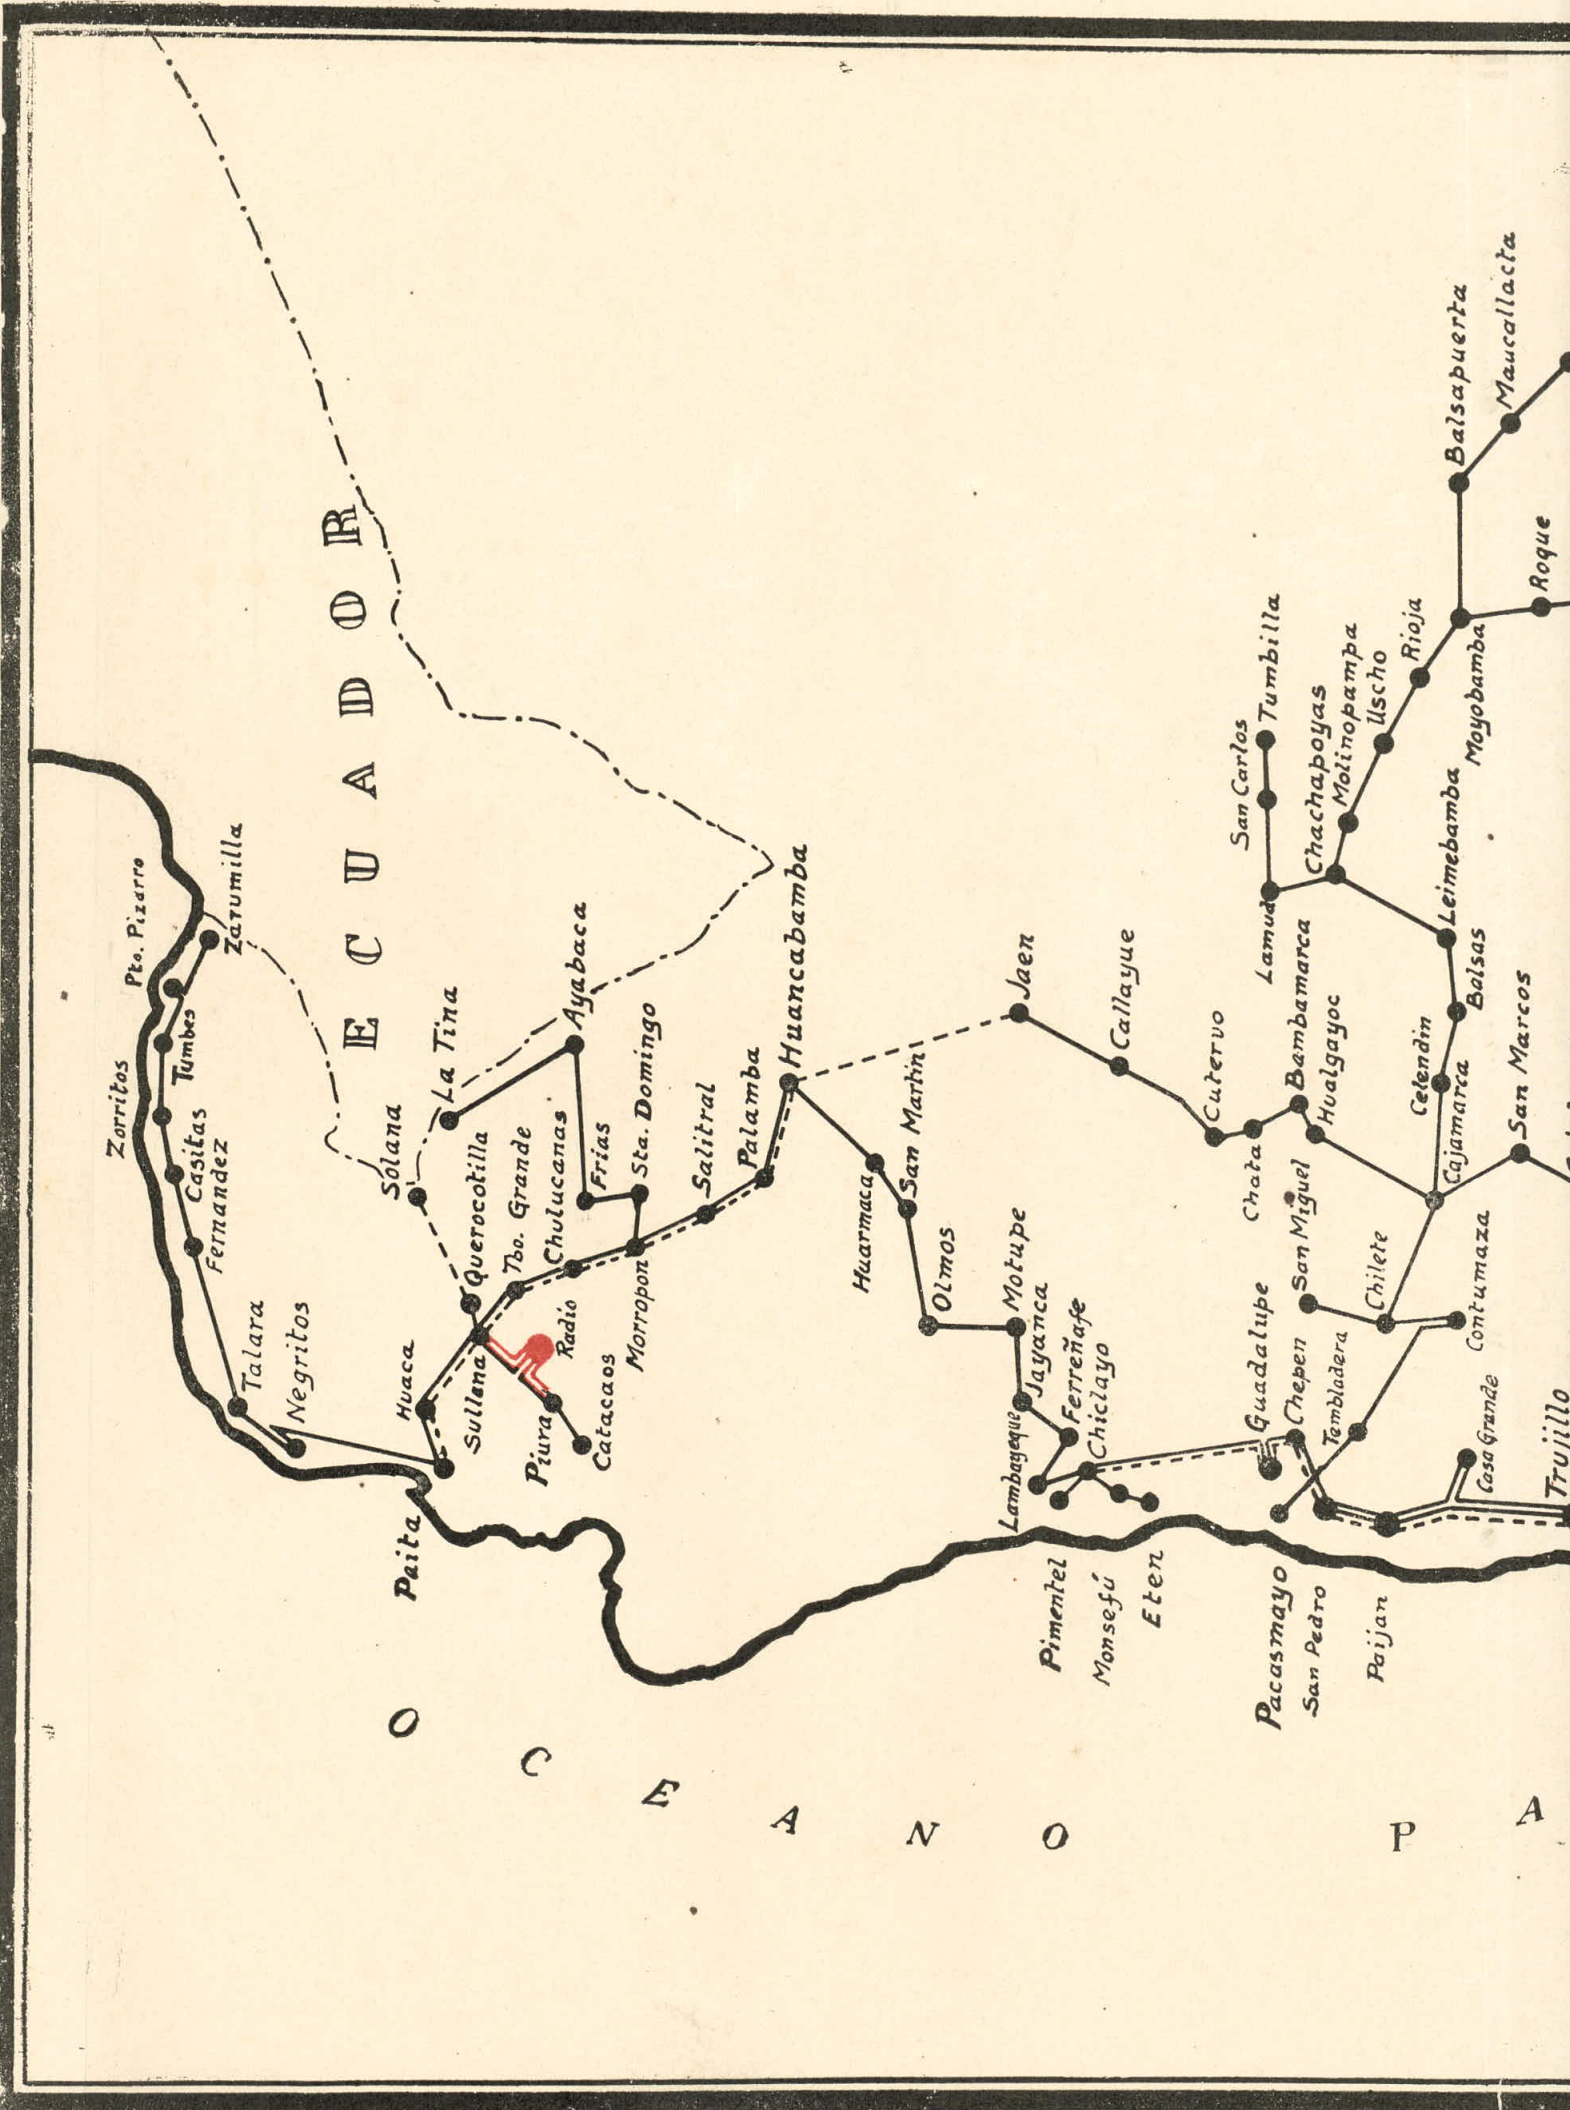 ECUADOR
Pto. Pizarro
Zarumilla
Zorritos
Tumbes
Casitas
Fernandez
Talara
Negritos
Solana
La Tina
Ayabaca
Querocotilla
Tbo. Grande
Chulucanas
Frias
Sta. Domingo
Salitral
Palamba
Huancabamba
Huaca
Sullana
Radio
Morropon
Piura
Catacaos
Paita
Jaen
Callayue
Cutervo
San Martin
Huarmaca
Olmos
Motupe
Jayanca
Ferreñafe
Chiclayo
Lambayeque
Pimentel
Monsefú
Eten
San Carlos
Tumbilla
Lamud
Chachapoyas
Molinopampa
Uscho
Rioja
Moyobamba
Balsapuerta
Maucallacta
Roque
Leimebamba
Balsas
Celendin
Cajamarca
San Marcos
Bambamarca
Hualgayoc
Chata
San Miguel
Chilete
Contumaza
Guadalupe
Chepen
Tembladera
Casa Grande
Trujillo
Pacasmayo
San Pedro
Paijan
OCEANO PA